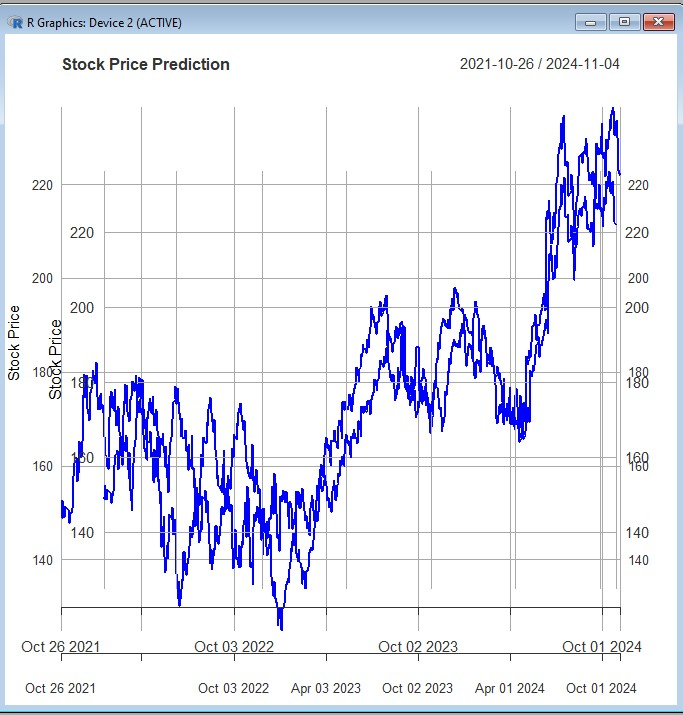 R Graphics: Device 2 (ACTIVE)
Stock Price Prediction 2021-10-26 / 2024-11-04
220 220
220 220
200 200
200 200
Stock Price
Stock Price
180 180
180 180
160 160
160 160
140 140
140 140
Oct 26 2021 Oct 03 2022 Oct 02 2023 Oct 01 2024
Oct 26 2021 Oct 03 2022 Apr 03 2023 Oct 02 2023 Apr 01 2024 Oct 01 2024